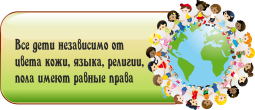 Все дети независимо от
цвета кожи, языка, религии,
пола имеют равные права